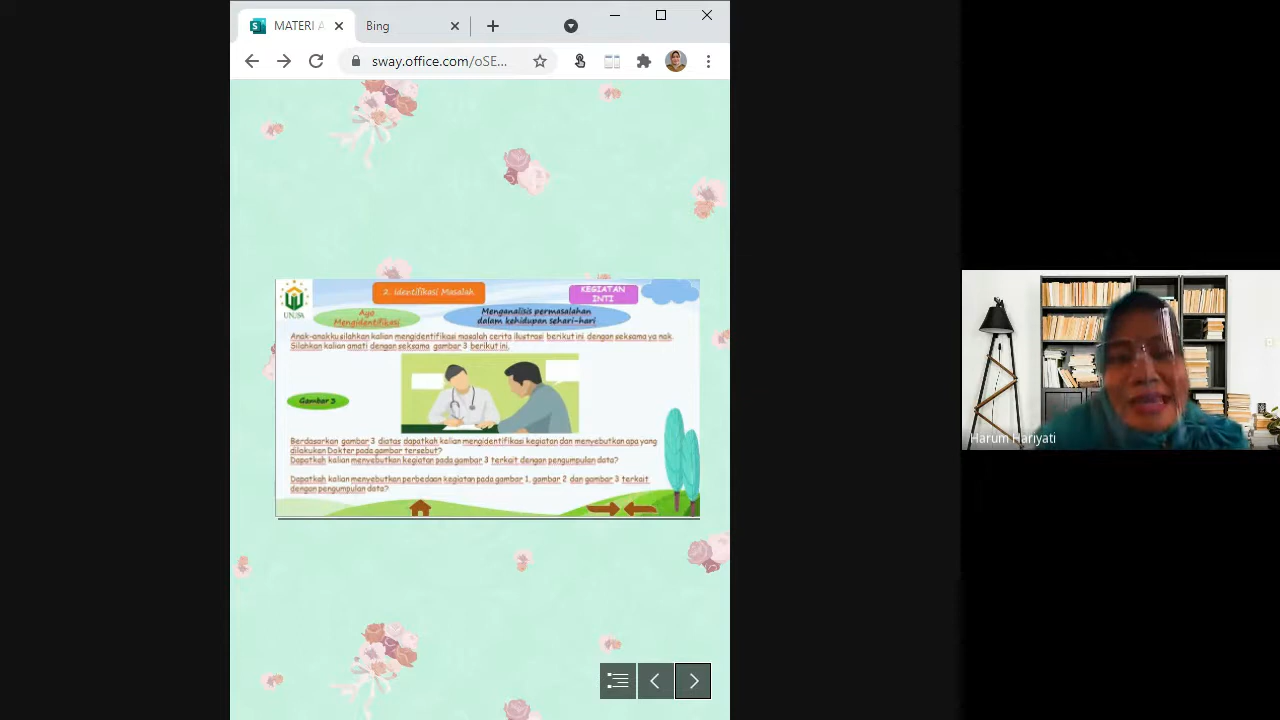 MATERI A
Bing
sway.office.com/oSE...
2. Identifikasi Masalah
KEGIATAN
INTI
UNUSA
Ayo
Mengidentifikasi
Menganalisis permasalahan
dalam kehidupan sehari-hari
Anak-anakku silahkan kalian mengidentifikasi masalah cerita ilustrasi berikut ini dengan seksama ya nak.
Silahkan kalian amati dengan seksama gambar 3 berikut ini.
Gambar 3
Berdasarkan gambar 3 diatas dapatkah kalian mengidentifikasi kegiatan dan menyebutkan apa yang
dilakukan Dokter pada gambar tersebut?
Dapatkah kalian menyebutkan kegiatan pada gambar 3 terkait dengan pengumpulan data?
Dapatkah kalian menyebutkan perbedaan kegiatan pada gambar 1, gambar 2 dan gambar 3 terkait
dengan pengumpulan data?
Harum Hariyati